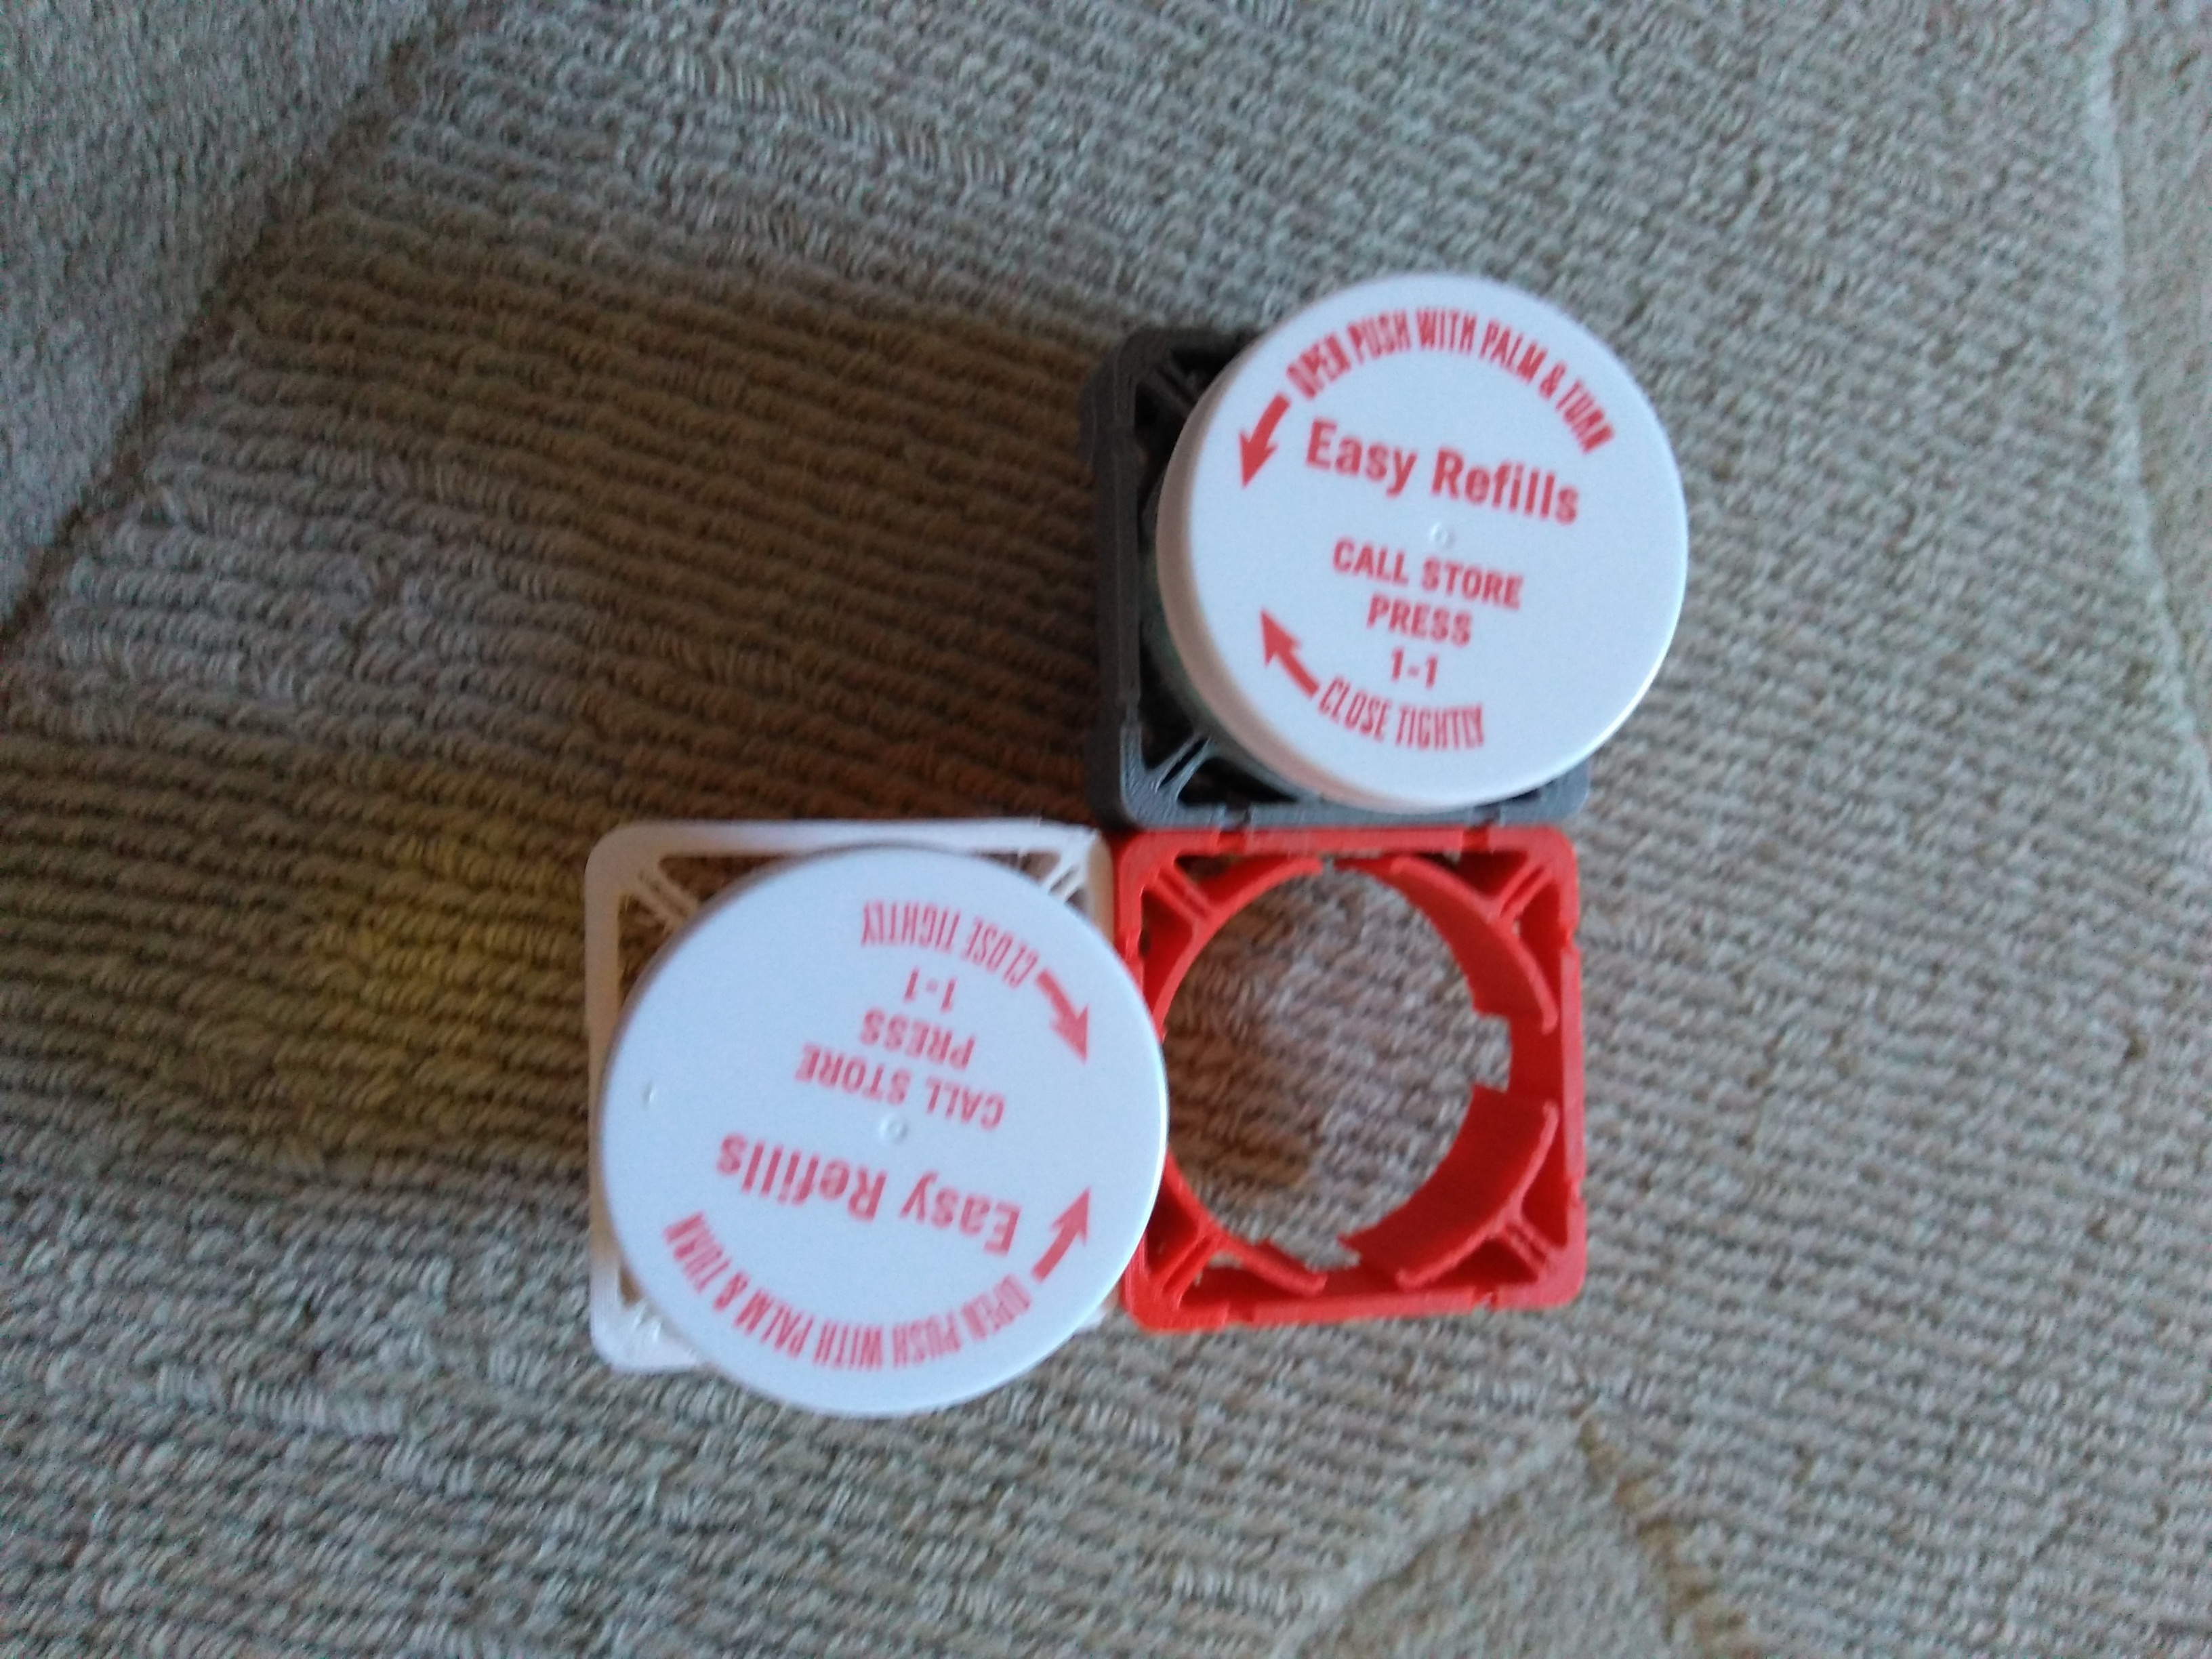 OPEN PUSH WITH PALM & TURN
Easy Refills
CALL STORE
PRESS
1-1
CLOSE TIGHTLY
OPEN PUSH WITH PALM & TURN
Easy Refills
CALL STORE
PRESS
1-1
CLOSE TIGHTLY